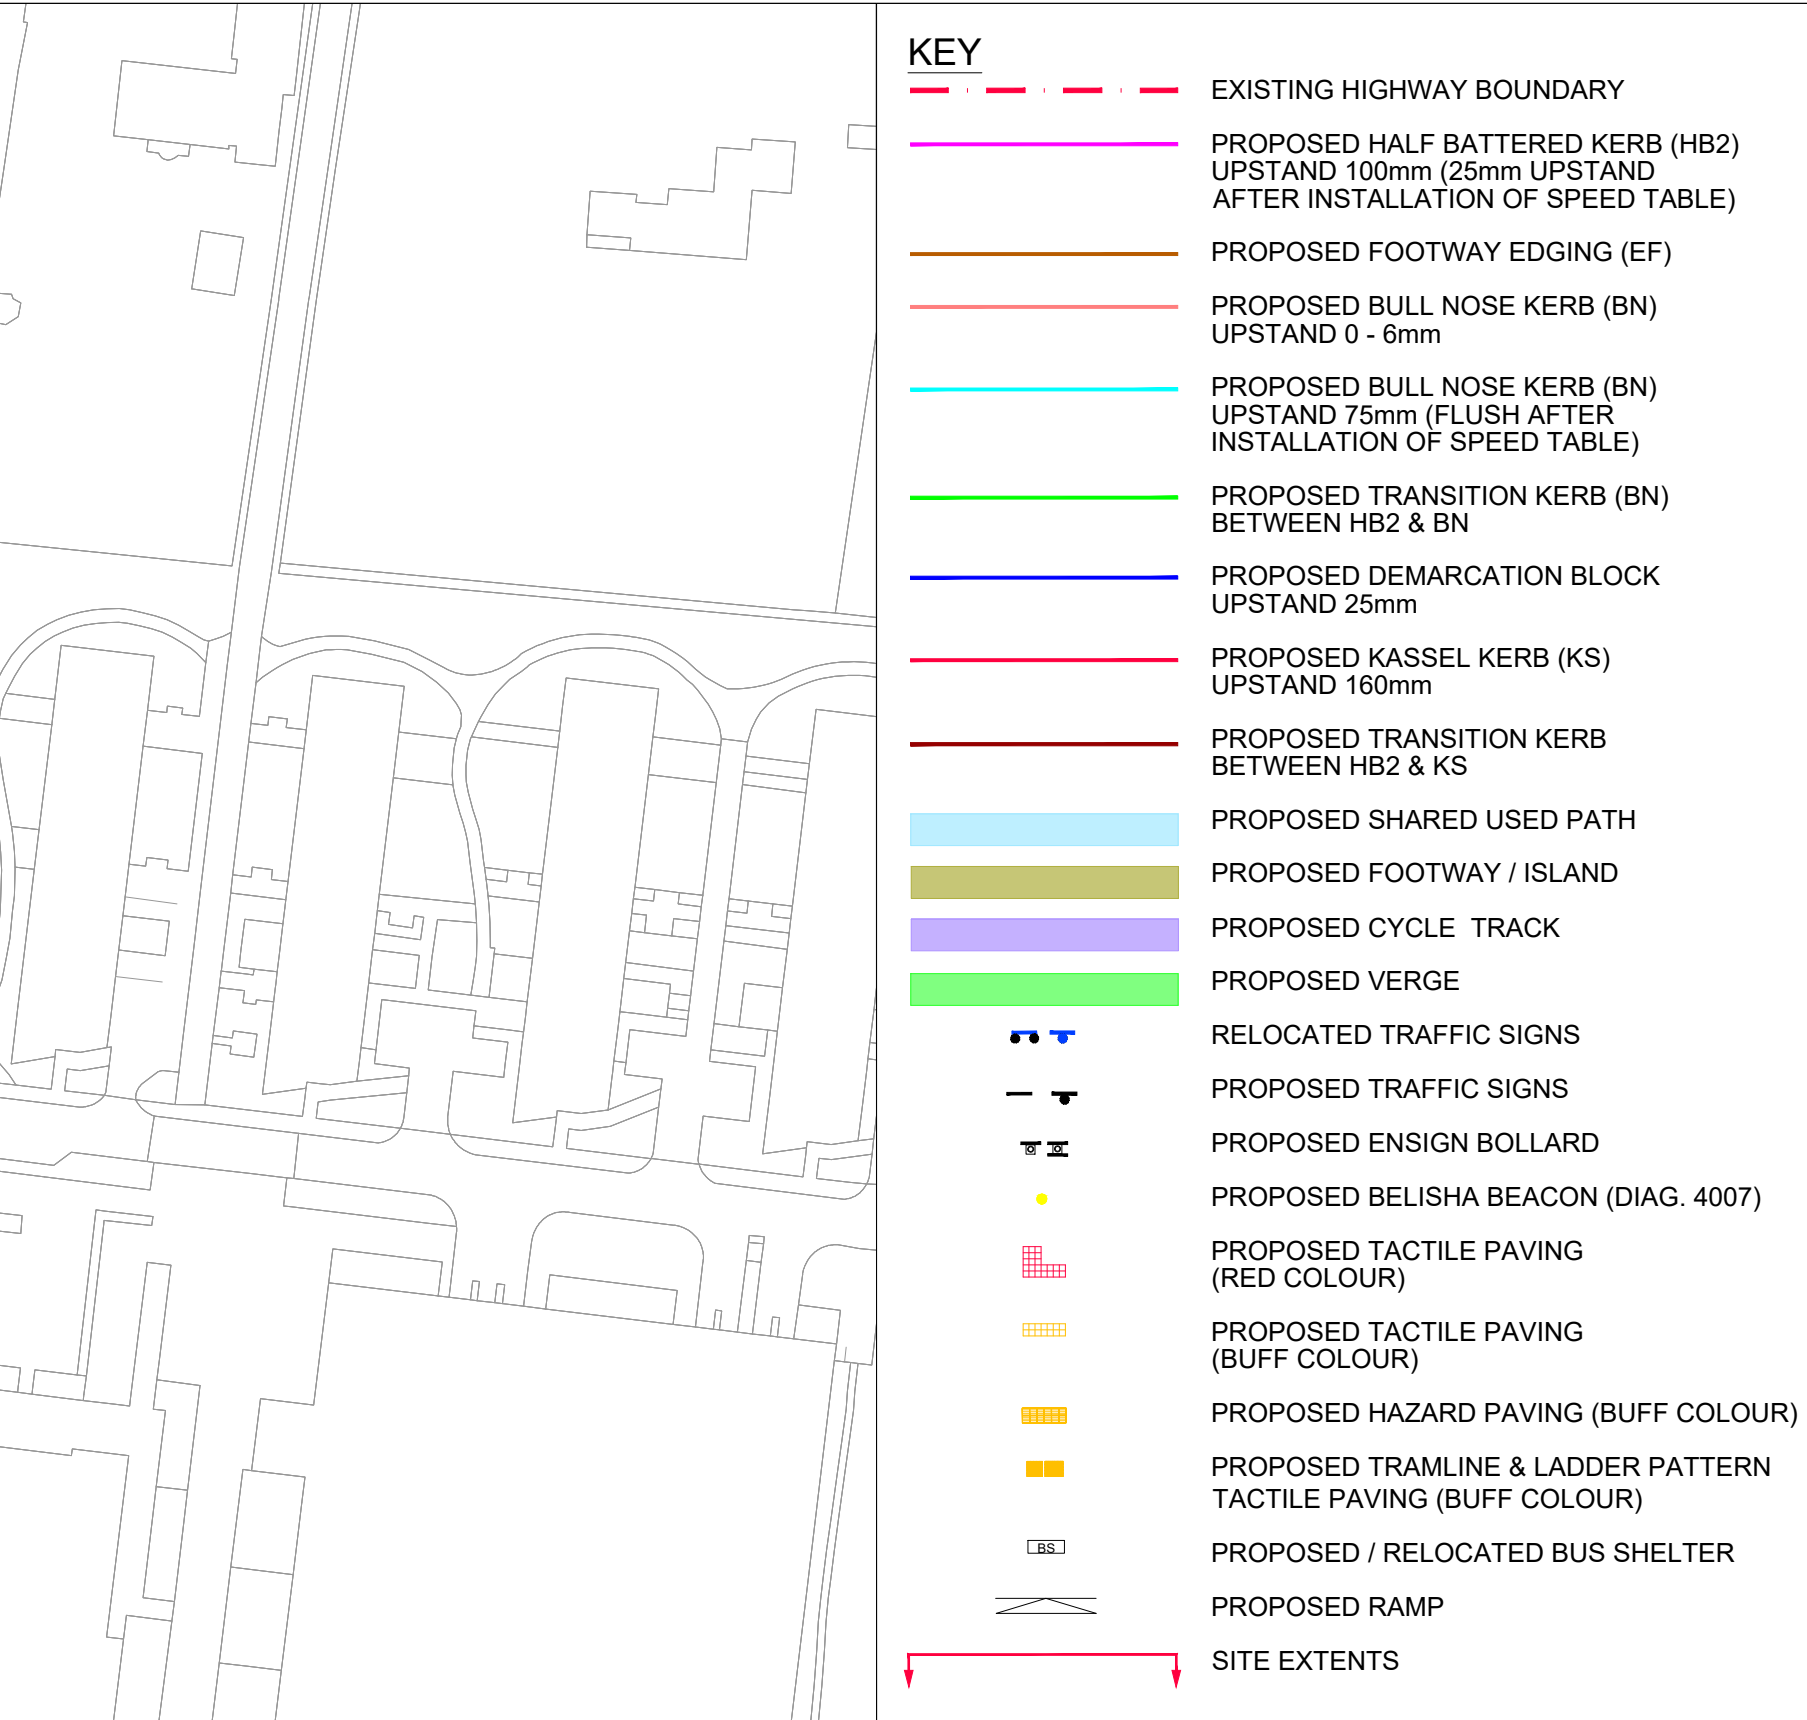 KEY
EXISTING HIGHWAY BOUNDARY
PROPOSED HALF BATTERED KERB (HB2)
UPSTAND 100mm (25mm UPSTAND
AFTER INSTALLATION OF SPEED TABLE)
PROPOSED FOOTWAY EDGING (EF)
PROPOSED BULL NOSE KERB (BN)
UPSTAND 0 - 6mm
PROPOSED BULL NOSE KERB (BN)
UPSTAND 75mm (FLUSH AFTER
INSTALLATION OF SPEED TABLE)
PROPOSED TRANSITION KERB (BN)
BETWEEN HB2 & BN
PROPOSED DEMARCATION BLOCK
UPSTAND 25mm
PROPOSED KASSEL KERB (KS)
UPSTAND 160mm
PROPOSED TRANSITION KERB
BETWEEN HB2 & KS
PROPOSED SHARED USED PATH
PROPOSED FOOTWAY / ISLAND
PROPOSED CYCLE TRACK
PROPOSED VERGE
RELOCATED TRAFFIC SIGNS
PROPOSED TRAFFIC SIGNS
PROPOSED ENSIGN BOLLARD
PROPOSED BELISHA BEACON (DIAG. 4007)
PROPOSED TACTILE PAVING
(RED COLOUR)
PROPOSED TACTILE PAVING
(BUFF COLOUR)
PROPOSED HAZARD PAVING (BUFF COLOUR)
PROPOSED TRAMLINE & LADDER PATTERN
TACTILE PAVING (BUFF COLOUR)
BS
PROPOSED / RELOCATED BUS SHELTER
PROPOSED RAMP
SITE EXTENTS